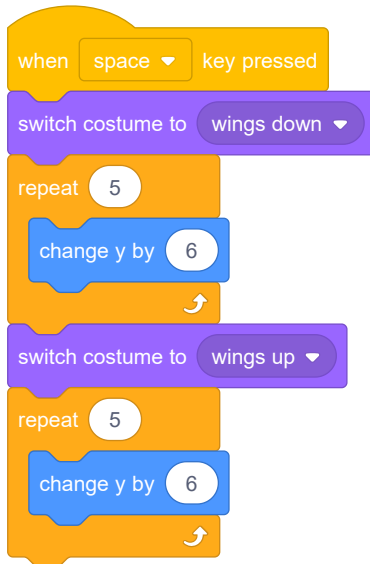 when space key pressed
switch costume to wings down
repeat 5
change y by 6
switch costume to wings up
repeat 5
change y by 6